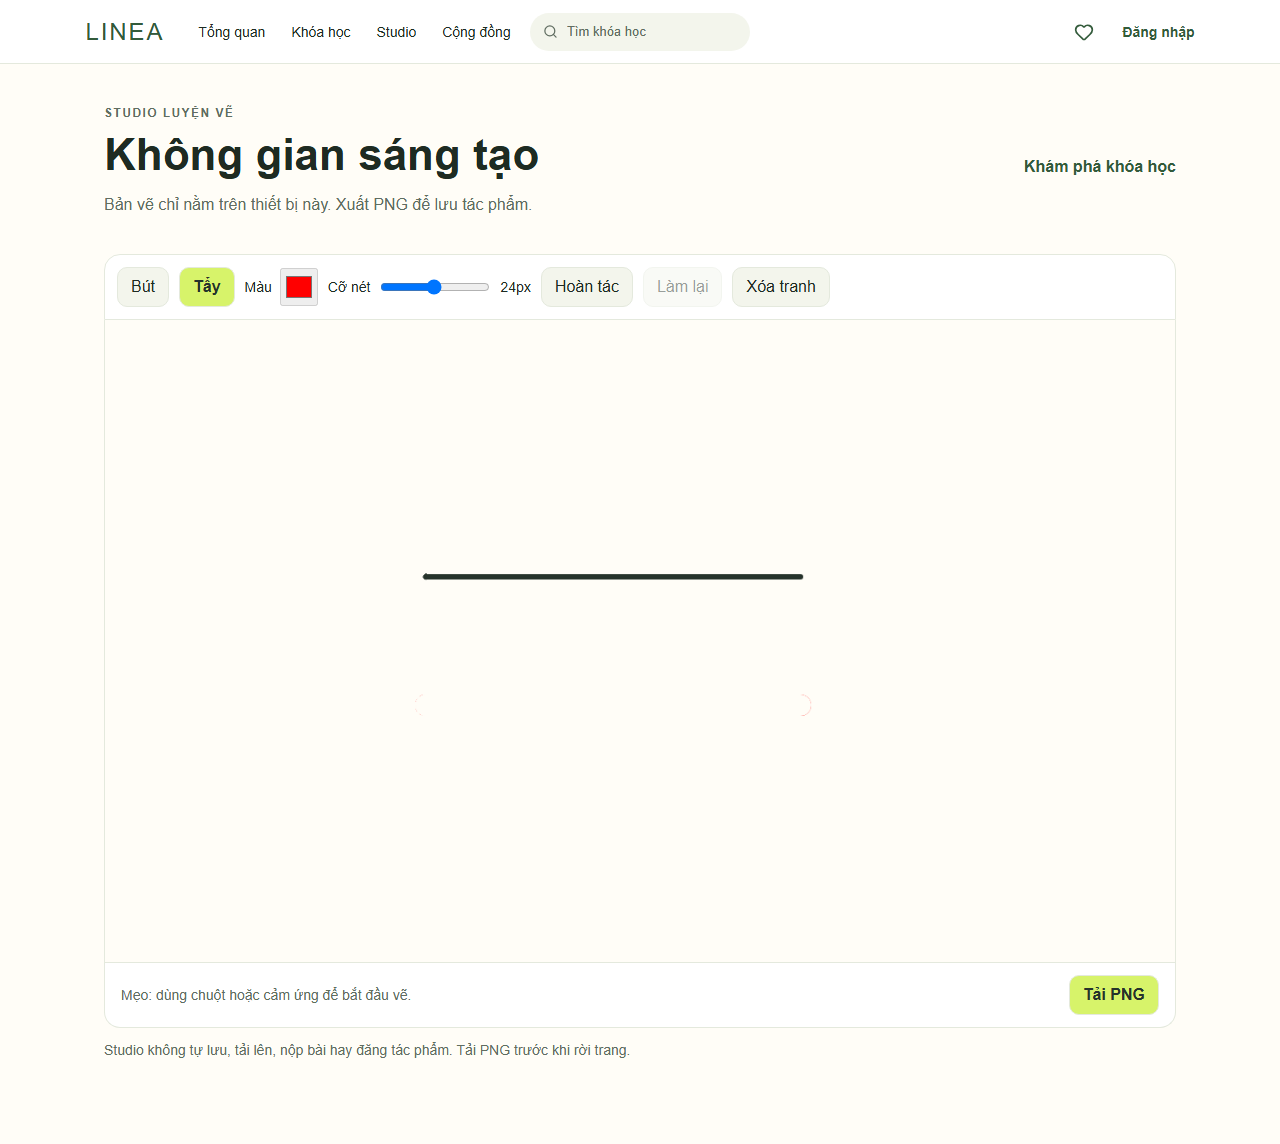 LINEA
Tổng quan
Khóa học
Studio
Cộng đồng
Tìm khóa học
Đăng nhập
STUDIO LUYỆN VẼ
Không gian sáng tạo
Khám phá khóa học
Bản vẽ chỉ nằm trên thiết bị này. Xuất PNG để lưu tác phẩm.
Bút
Tẩy
Màu
Cỡ nét
24px
Hoàn tác
Làm lại
Xóa tranh
Mẹo: dùng chuột hoặc cảm ứng để bắt đầu vẽ.
Tải PNG
Studio không tự lưu, tải lên, nộp bài hay đăng tác phẩm. Tải PNG trước khi rời trang.